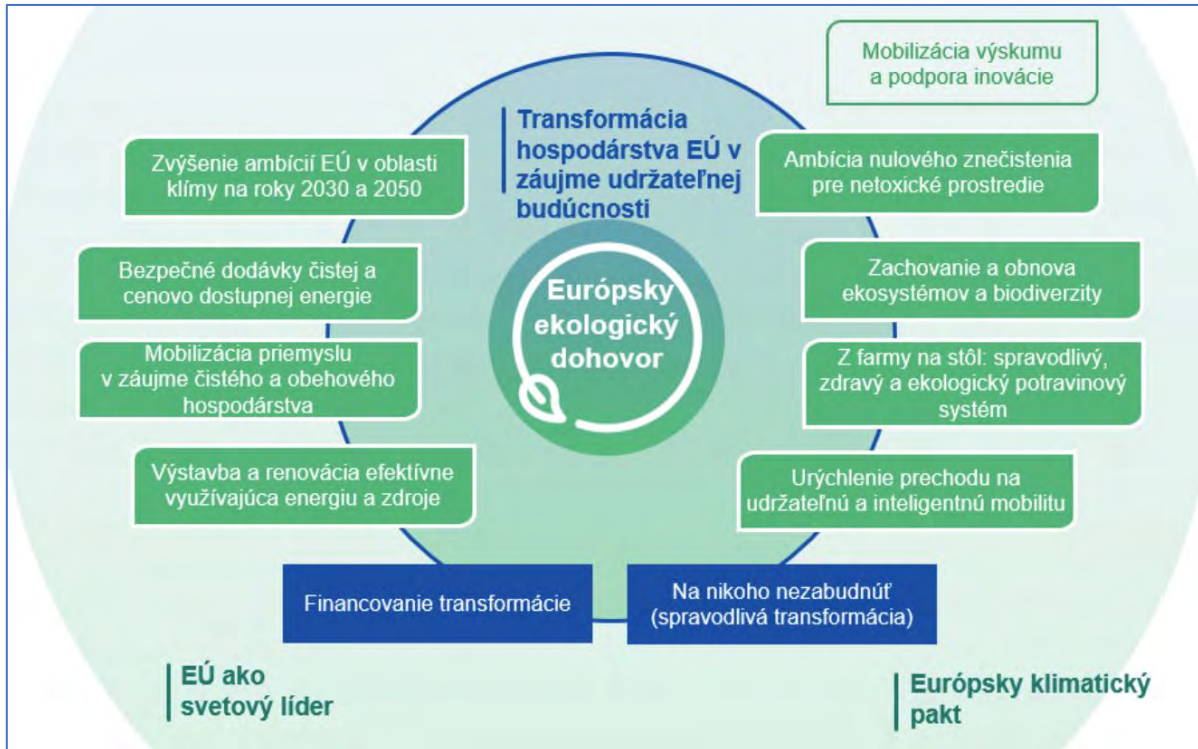 Mobilizácia výskumu
a podpora inovácie
Transformácia
hospodárstva EÚ v
záujme udržateľnej
budúcnosti
Zvýšenie ambícií EÚ v oblasti
klímy na roky 2030 a 2050
Ambícia nulového znečistenia
pre netoxické prostredie
Bezpečné dodávky čistej a
cenovo dostupnej energie
Zachovanie a obnova
ekosystémov a biodiverzity
Európsky
ekologický
dohovor
Mobilizácia priemyslu
v záujme čistého a obehového
hospodárstva
Z farmy na stôl: spravodlivý,
zdravý a ekologický potravinový
systém
Výstavba a renovácia efektívne
využívajúca energiu a zdroje
Urýchlenie prechodu na
udržateľnú a inteligentnú mobilitu
Financovanie transformácie
Na nikoho nezabudnúť
(spravodlivá transformácia)
EÚ ako
svetový líder
Európsky klimatický
pakt